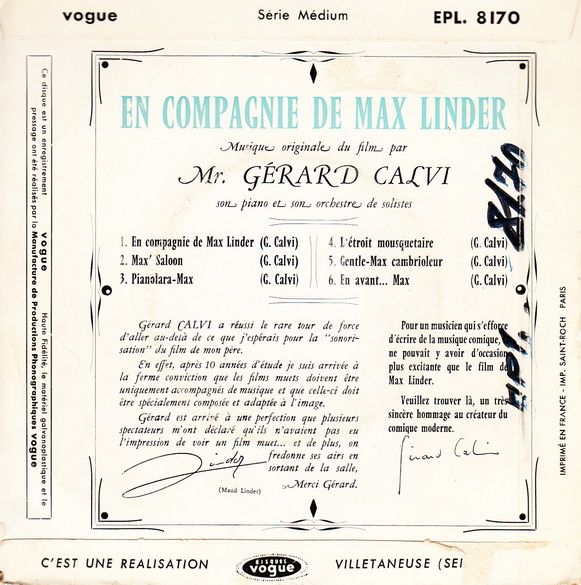 vogue Série Médium EPL. 8170
EN COMPAGNIE DE MAX LINDER
Musique originale du film par
Mr. GÉRARD CALVI
son piano et son orchestre de solistes
1. En compagnie de Max Linder (G. Calvi)
2. Max' Saloon (G. Calvi)
3. Pianolara-Max (G. Calvi)
4. L'étroit mousquetaire (G. Calvi)
5. Gentle-Max cambrioleur (G. Calvi)
6. En avant... Max (G. Calvi)
Gérard CALVI a réussi le rare tour de force
d'aller au-delà de ce que j'espérais pour la "sonori-
sation" du film de mon père.
En effet, après 10 années d'étude je suis arrivée à
la ferme conviction que les films muets doivent être
uniquement accompagnés de musique et que celle-ci doit
être spécialement composée et adaptée à l'image.
Gérard est arrivé à une perfection que plusieurs
spectateurs m'ont déclaré qu'ils n'avaient pas eu
l'impression de voir un film muet... et de plus, on
fredonne ses airs en
sortant de la salle,
Merci Gérard.
Linder
(Maud Linder)
Pour un musicien qui s'efforce
d'écrire de la musique comique,
ne pouvait y avoir d'occasion
plus excitante que le film de
Max Linder.
Veuillez trouver là, un très
sincère hommage au créateur du
comique moderne.
Gérard Calvi
Ce disque est un enregistrement vogue Haute Fidélité, le matériel galvanoplastique et le
pressage ont été réalisés par la Manufacture de Productions Phonographiques vogue
EPL. 8170
IMPRIMÉ EN FRANCE - IMP. SAINT-ROCH PARIS
C'EST UNE REALISATION DISQUES vogue VILLETANEUSE (SEI